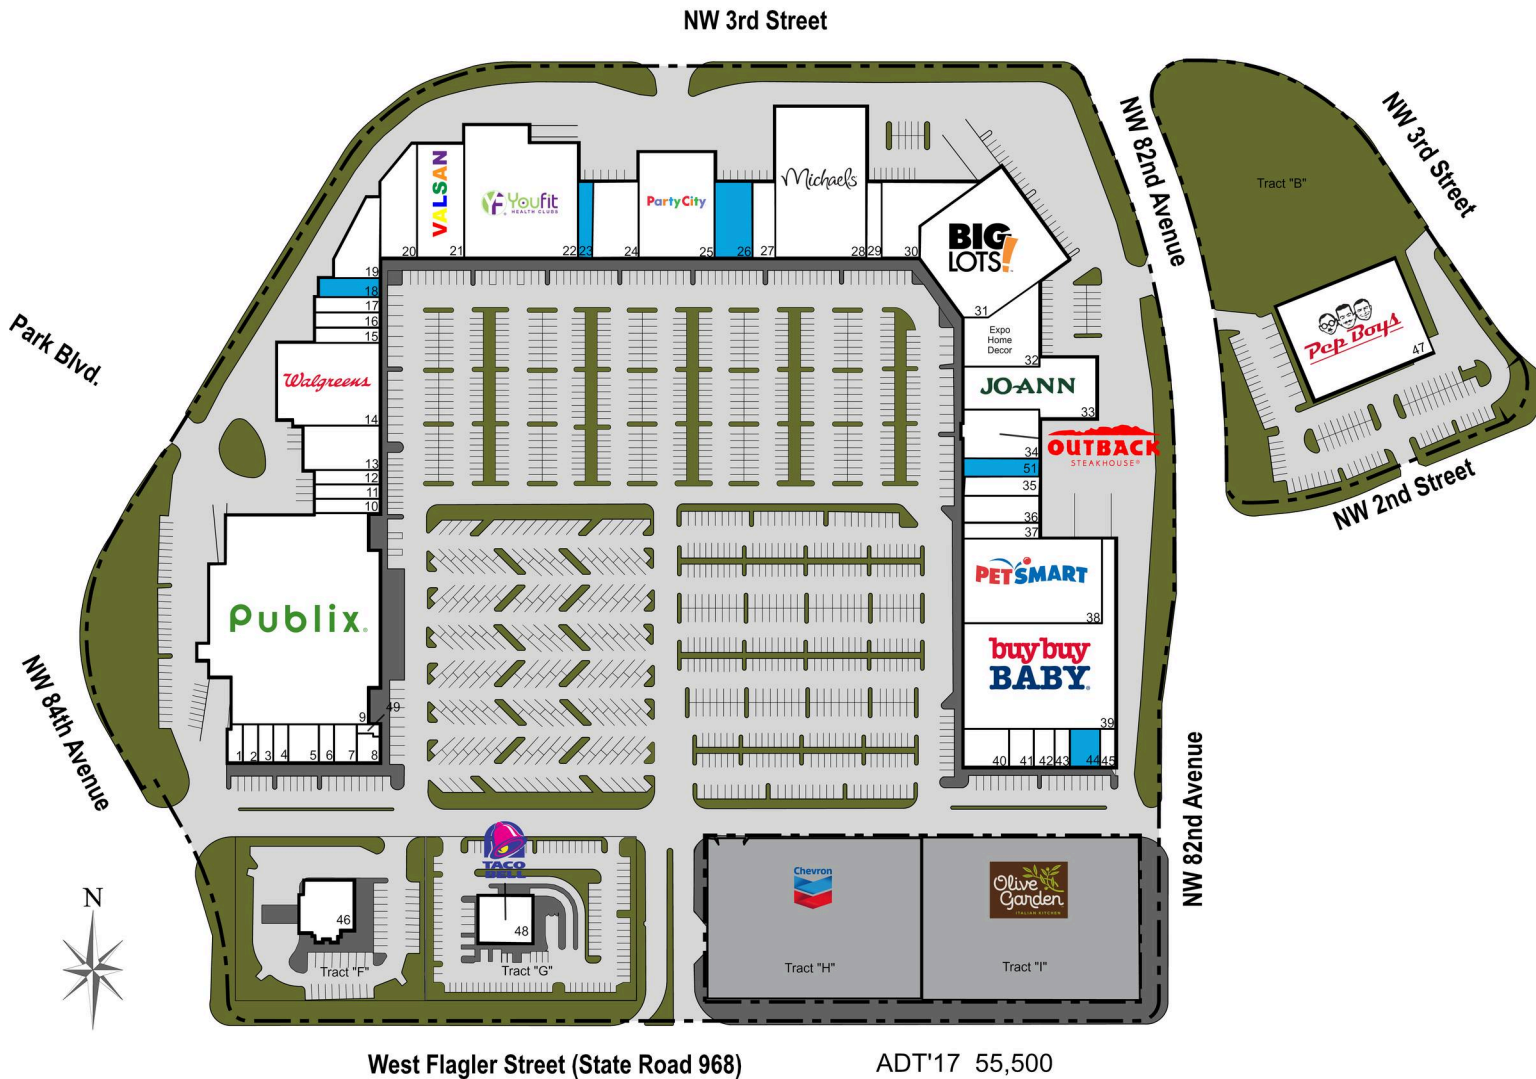 NW 3rd Street
NW 82nd Avenue
NW 3rd Street
Tract "B"
Pep Boys
47
NW 2nd Street
Park Blvd.
NW 84th Avenue
VALSAN
Youfit
HEALTH CLUBS
PartyCity
Michaels
BIG
LOTS!
20
21
22
23
24
25
26
27
28
29
30
31
Expo
Home
Decor
32
JO-ANN
33
OUTBACK
STEAKHOUSE®
34
51
35
36
37
PETSMART
38
buybuy
BABY
39
40
41
42
43
44
45
19
18
17
16
15
Walgreens
14
13
12
11
10
Publix
9
49
1
2
3
4
5
6
7
8
NW 82nd Avenue
N
46
Tract "F"
TACO
BELL
48
Tract "G"
Chevron
Tract "H"
Olive
Garden
ITALIAN KITCHEN
Tract "I"
West Flagler Street (State Road 968)
ADT'17 55,500